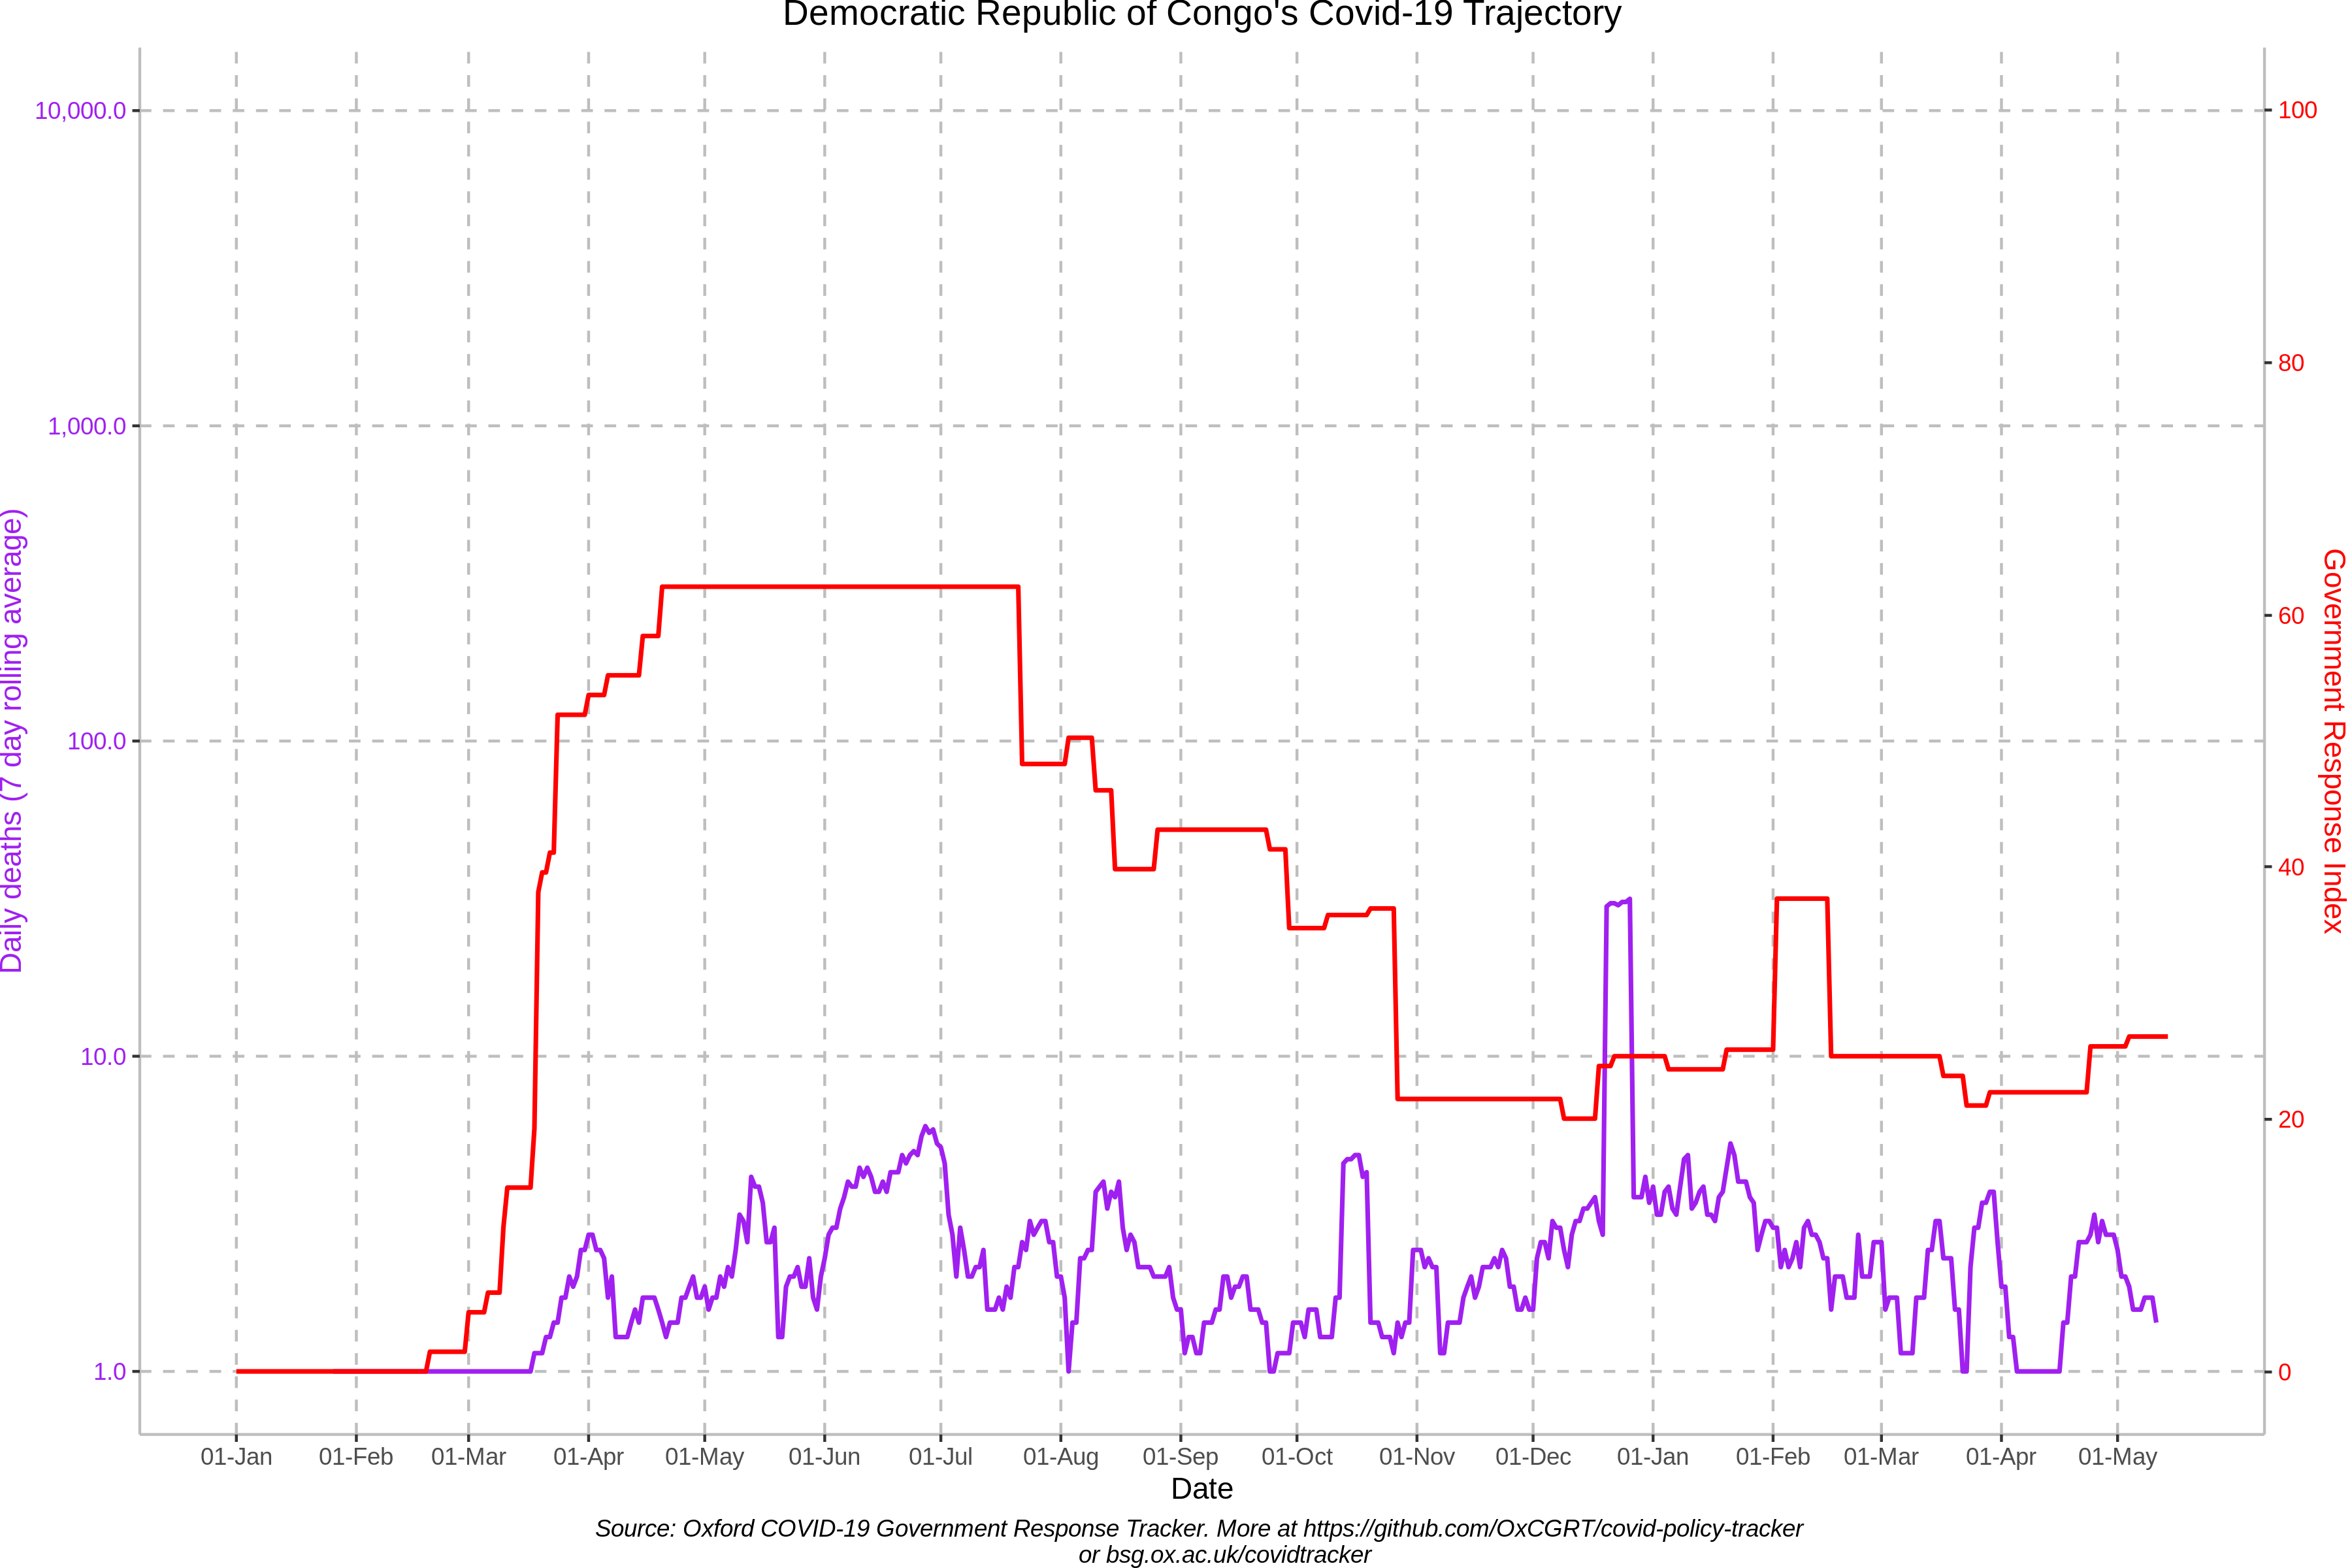 Democratic Republic of Congo's Covid-19 Trajectory
Daily deaths (7 day rolling average)
10,000.0
1,000.0
100.0
10.0
1.0
100
80
60
40
20
0
Government Response Index
01-Jan 01-Feb 01-Mar 01-Apr 01-May 01-Jun 01-Jul 01-Aug 01-Sep 01-Oct 01-Nov 01-Dec 01-Jan 01-Feb 01-Mar 01-Apr 01-May
Date
Source: Oxford COVID-19 Government Response Tracker. More at https://github.com/OxCGRT/covid-policy-tracker
or bsg.ox.ac.uk/covidtracker